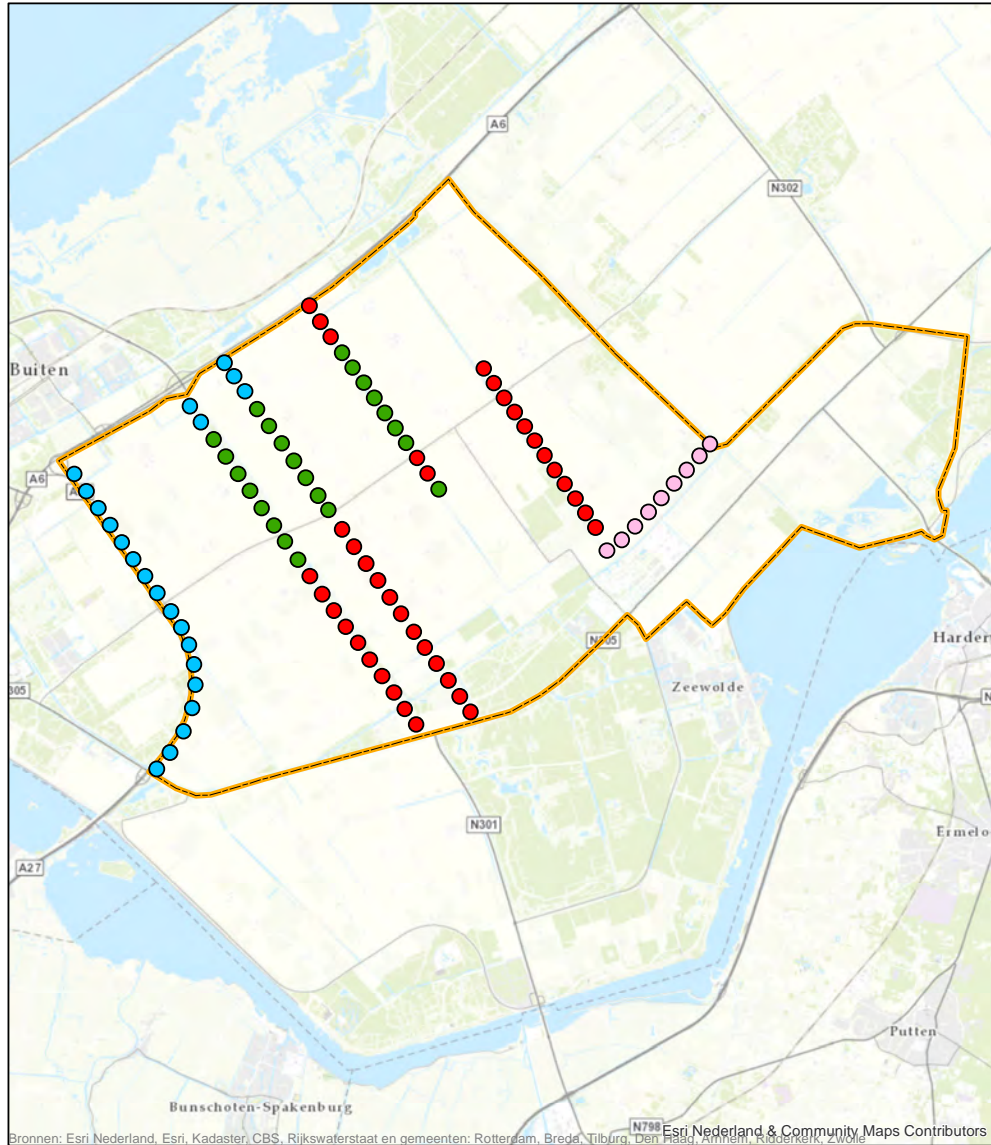 A6
N302
Buiten
A6
A
Harder
N305
305
Zeewolde
N
N301
Ermelo
A27
Putten
Bunschoten-Spakenburg
N798
Esri Nederland & Community Maps Contributors
Bronnen: Esri Nederland, Esri, Kadaster, CBS, Rijkswaterstaat en gemeenten: Rotterdam, Breda, Tilburg, Den Haag, Arnhem, Ridderkerk, Zwolle